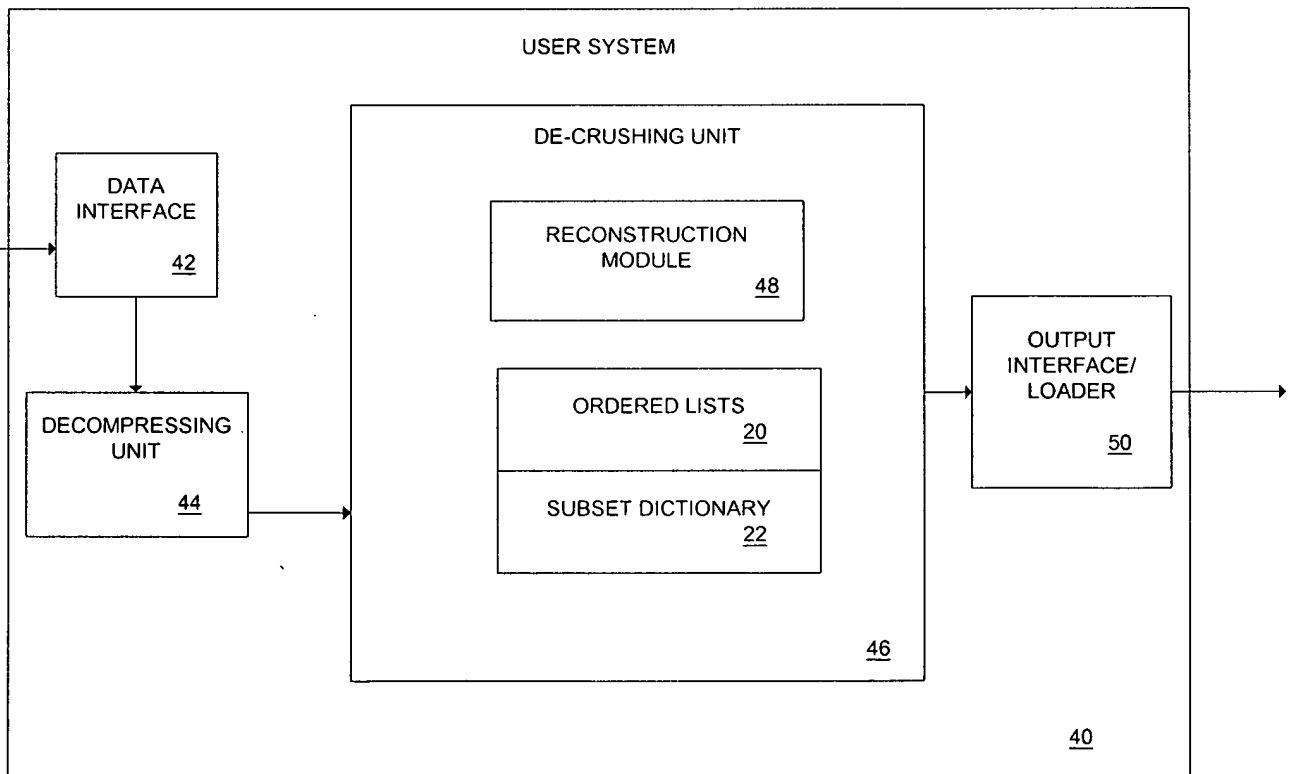 USER SYSTEM
DE-CRUSHING UNIT
DATA
INTERFACE
42
RECONSTRUCTION
MODULE
48
OUTPUT
INTERFACE/
LOADER
50
DECOMPRESSING
UNIT
44
ORDERED LISTS
20
SUBSET DICTIONARY
22
46
40